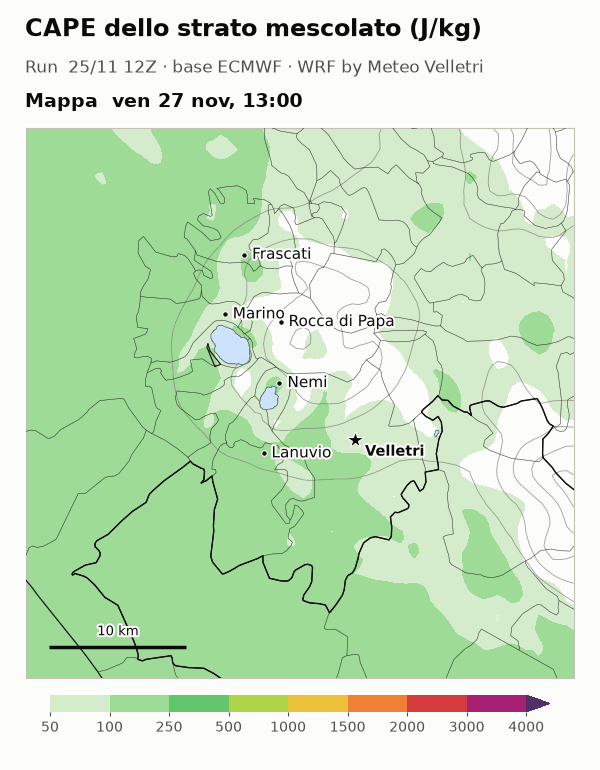 CAPE dello strato mescolato (J/kg)
Run  25/11 12Z · base ECMWF · WRF by Meteo Velletri
Mappa  ven 27 nov, 13:00
Frascati
Marino
Rocca di Papa
Nemi
Velletri
Lanuvio
10 km
50 100 250 500 1000 1500 2000 3000 4000